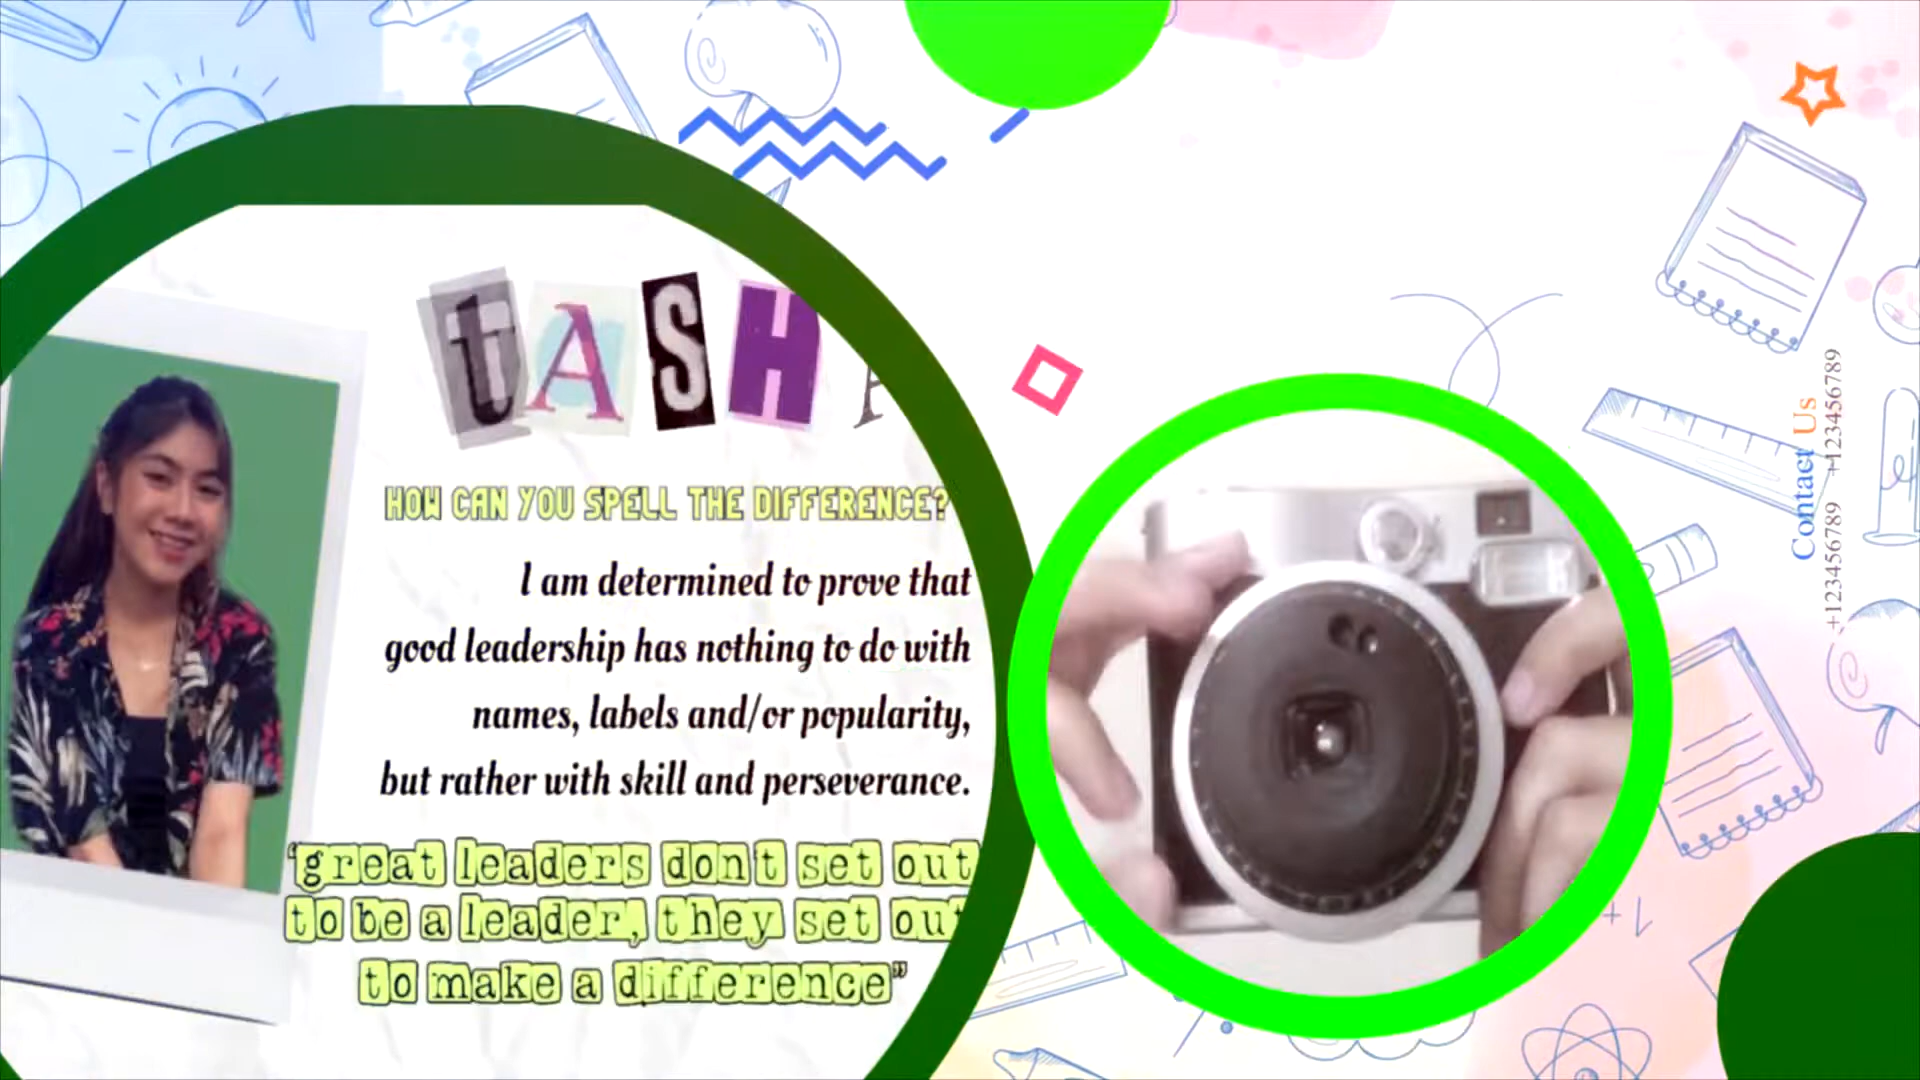 tASHA
HOW CAN YOU SPELL THE DIFFERENCE?
I am determined to prove that
good leadership has nothing to do with
names, labels and/or popularity,
but rather with skill and perseverance.
"great leaders don't set out
to be a leader, they set out
to make a difference"
Contact Us
+123456789 +123456789